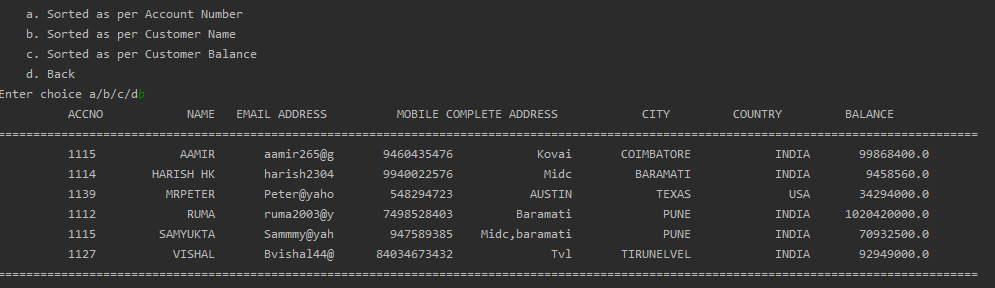 a. Sorted as per Account Number
b. Sorted as per Customer Name
c. Sorted as per Customer Balance
d. Back
Enter choice a/b/c/db
ACCNO NAME EMAIL ADDRESS MOBILE COMPLETE ADDRESS CITY COUNTRY BALANCE
================================================================================
1115 AAMIR aamir265@g 9460435476 Kovai COIMBATORE INDIA 99868400.0
1114 HARISH HK harish2304 9940022576 Midc BARAMATI INDIA 9458560.0
1139 MRPETER Peter@yaho 548294723 AUSTIN TEXAS USA 34294000.0
1112 RUMA ruma2003@y 7498528403 Baramati PUNE INDIA 1020420000.0
1115 SAMYUKTA Sammmy@yah 947589385 Midc,baramati PUNE INDIA 70932500.0
1127 VISHAL Bvishal44@ 84034673432 Tvl TIRUNELVEL INDIA 92949000.0
================================================================================